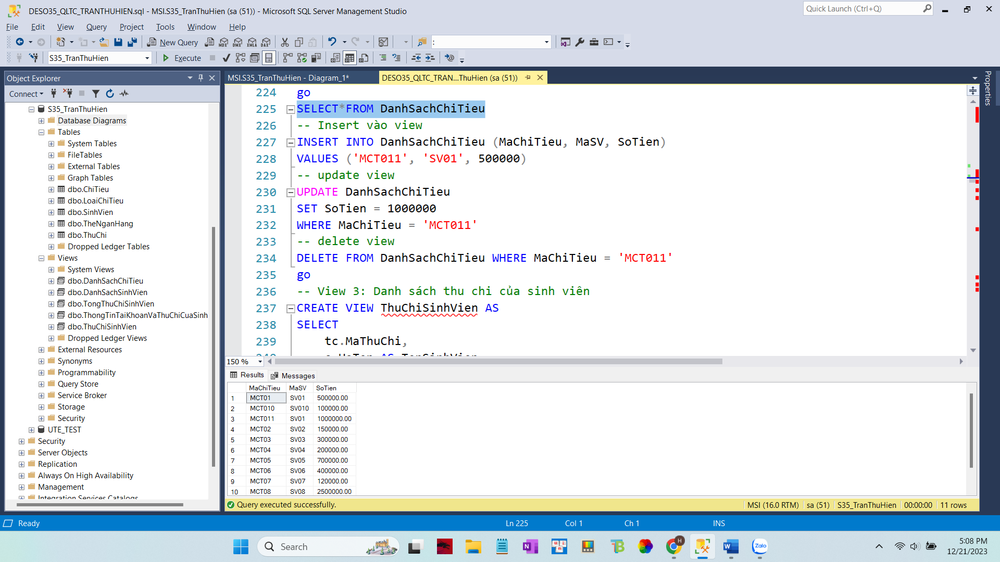 DESO35_QLTC_TRANTHUHIEN.sql - MSI.S35_TranThuHien (sa (51)) - Microsoft SQL Server Management Studio
Quick Launch (Ctrl+Q)
File Edit View Query Project Tools Window Help
New Query
MDX DMX XMLA DAX
:
S35_TranThuHien
Execute
Object Explorer
Connect
S35_TranThuHien
Database Diagrams
Tables
System Tables
FileTables
External Tables
Graph Tables
dbo.ChiTieu
dbo.LoaiChiTieu
dbo.SinhVien
dbo.TheNganHang
dbo.ThuChi
Dropped Ledger Tables
Views
System Views
dbo.DanhSachChiTieu
dbo.DanhSachSinhVien
dbo.TongThuChiSinhVien
dbo.ThongTinTaiKhoanVaThuChiCuaSinh
dbo.ThuChiSinhVien
Dropped Ledger Views
External Resources
Synonyms
Programmability
Query Store
Service Broker
Storage
Security
UTE_TEST
Security
Server Objects
Replication
Always On High Availability
Management
Integration Services Catalogs
MSI.S35_TranThuHien - Diagram_1*
DESO35_QLTC_TRAN...ThuHien (sa (51))
Properties
224 go
225 SELECT*FROM DanhSachChiTieu
226 -- Insert vào view
227 INSERT INTO DanhSachChiTieu (MaChiTieu, MaSV, SoTien)
228 VALUES ('MCT011', 'SV01', 500000)
229 -- update view
230 UPDATE DanhSachChiTieu
231 SET SoTien = 1000000
232 WHERE MaChiTieu = 'MCT011'
233 -- delete view
234 DELETE FROM DanhSachChiTieu WHERE MaChiTieu = 'MCT011'
235 go
236 -- View 3: Danh sách thu chi của sinh viên
237 CREATE VIEW ThuChiSinhVien AS
238 SELECT
239 tc.MaThuChi,
150 %
Results Messages
MaChiTieu MaSV SoTien
1 MCT01 SV01 500000.00
2 MCT010 SV010 100000.00
3 MCT011 SV01 1000000.00
4 MCT02 SV02 150000.00
5 MCT03 SV03 300000.00
6 MCT04 SV04 200000.00
7 MCT05 SV05 700000.00
8 MCT06 SV06 400000.00
9 MCT07 SV07 120000.00
10 MCT08 SV08 2500000.00
Query executed successfully.
MSI (16.0 RTM) sa (51) S35_TranThuHien 00:00:00 11 rows
Ready
Ln 225 Col 1 Ch 1 INS
Search
H
Zalo
5:08 PM
12/21/2023